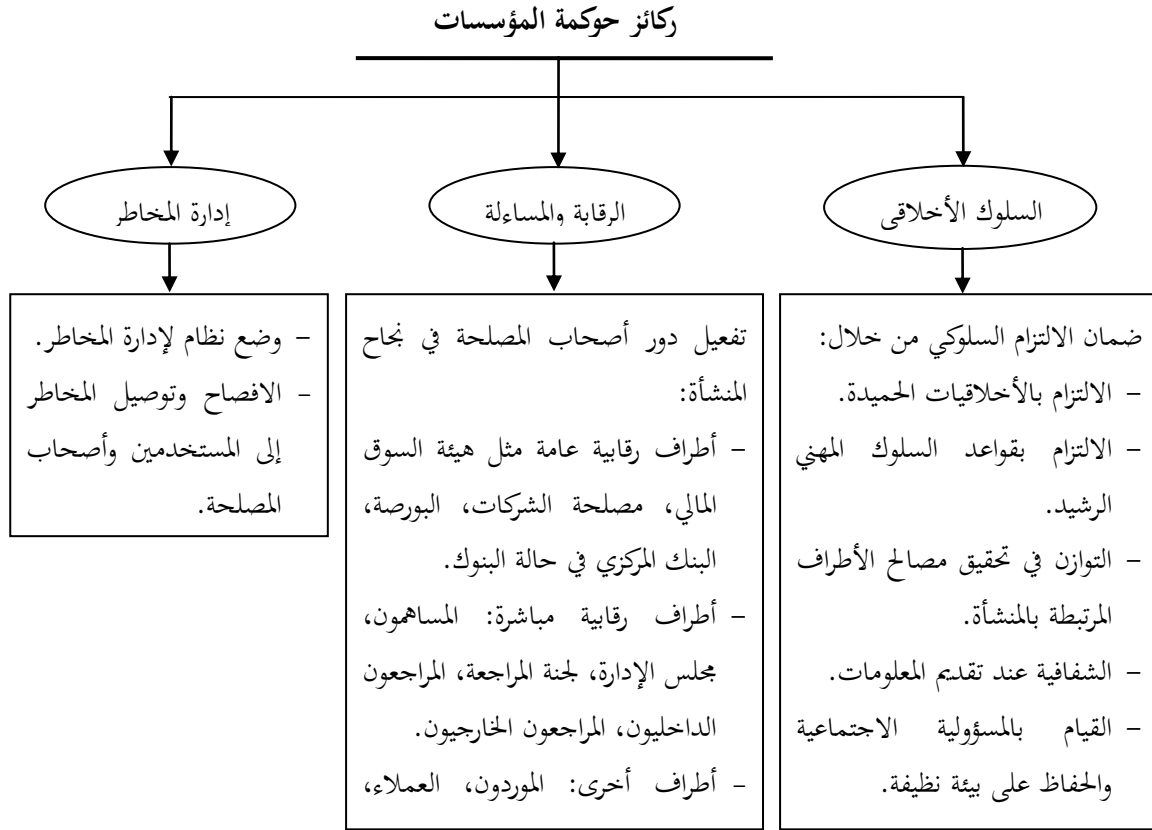 ركائز حوكمة المؤسسات
السلوك الأخلاقى
ضمان الالتزام السلوكي من خلال:
– الالتزام بالأخلاقيات الحميدة.
– الالتزام بقواعد السلوك المهني
الرشيد.
– التوازن في تحقيق مصالح الأطراف
المرتبطة بالمنشأة.
– الشفافية عند تقديم المعلومات.
– القيام بالمسؤولية الاجتماعية
والحفاظ على بيئة نظيفة.
الرقابة والمساءلة
تفعيل دور أصحاب المصلحة في نجاح
المنشأة:
– أطراف رقابية عامة مثل هيئة السوق
المالي، مصلحة الشركات، البورصة،
البنك المركزي في حالة البنوك.
– أطراف رقابية مباشرة: المساهمون،
مجلس الإدارة، لجنة المراجعة، المراجعون
الداخليون، المراجعون الخارجيون.
– أطراف أخرى: الموردون، العملاء،
إدارة المخاطر
– وضع نظام لإدارة المخاطر.
– الافصاح وتوصيل المخاطر
إلى المستخدمين وأصحاب
المصلحة.